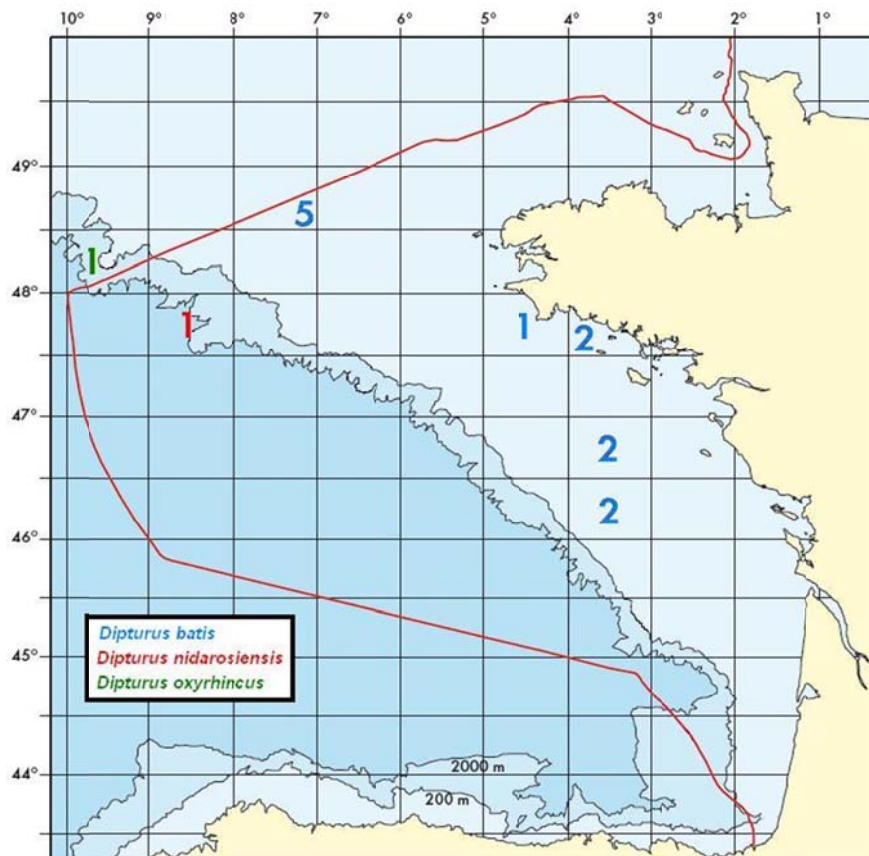 10° 9° 8° 7° 6° 5° 4° 3° 2° 1°
49°
5
1
48°
1
1
2
47°
2
2
46°
Dipturus batis
Dipturus nidarosiensis
Dipturus oxyrhincus
45°
2000 m
44°
200 m